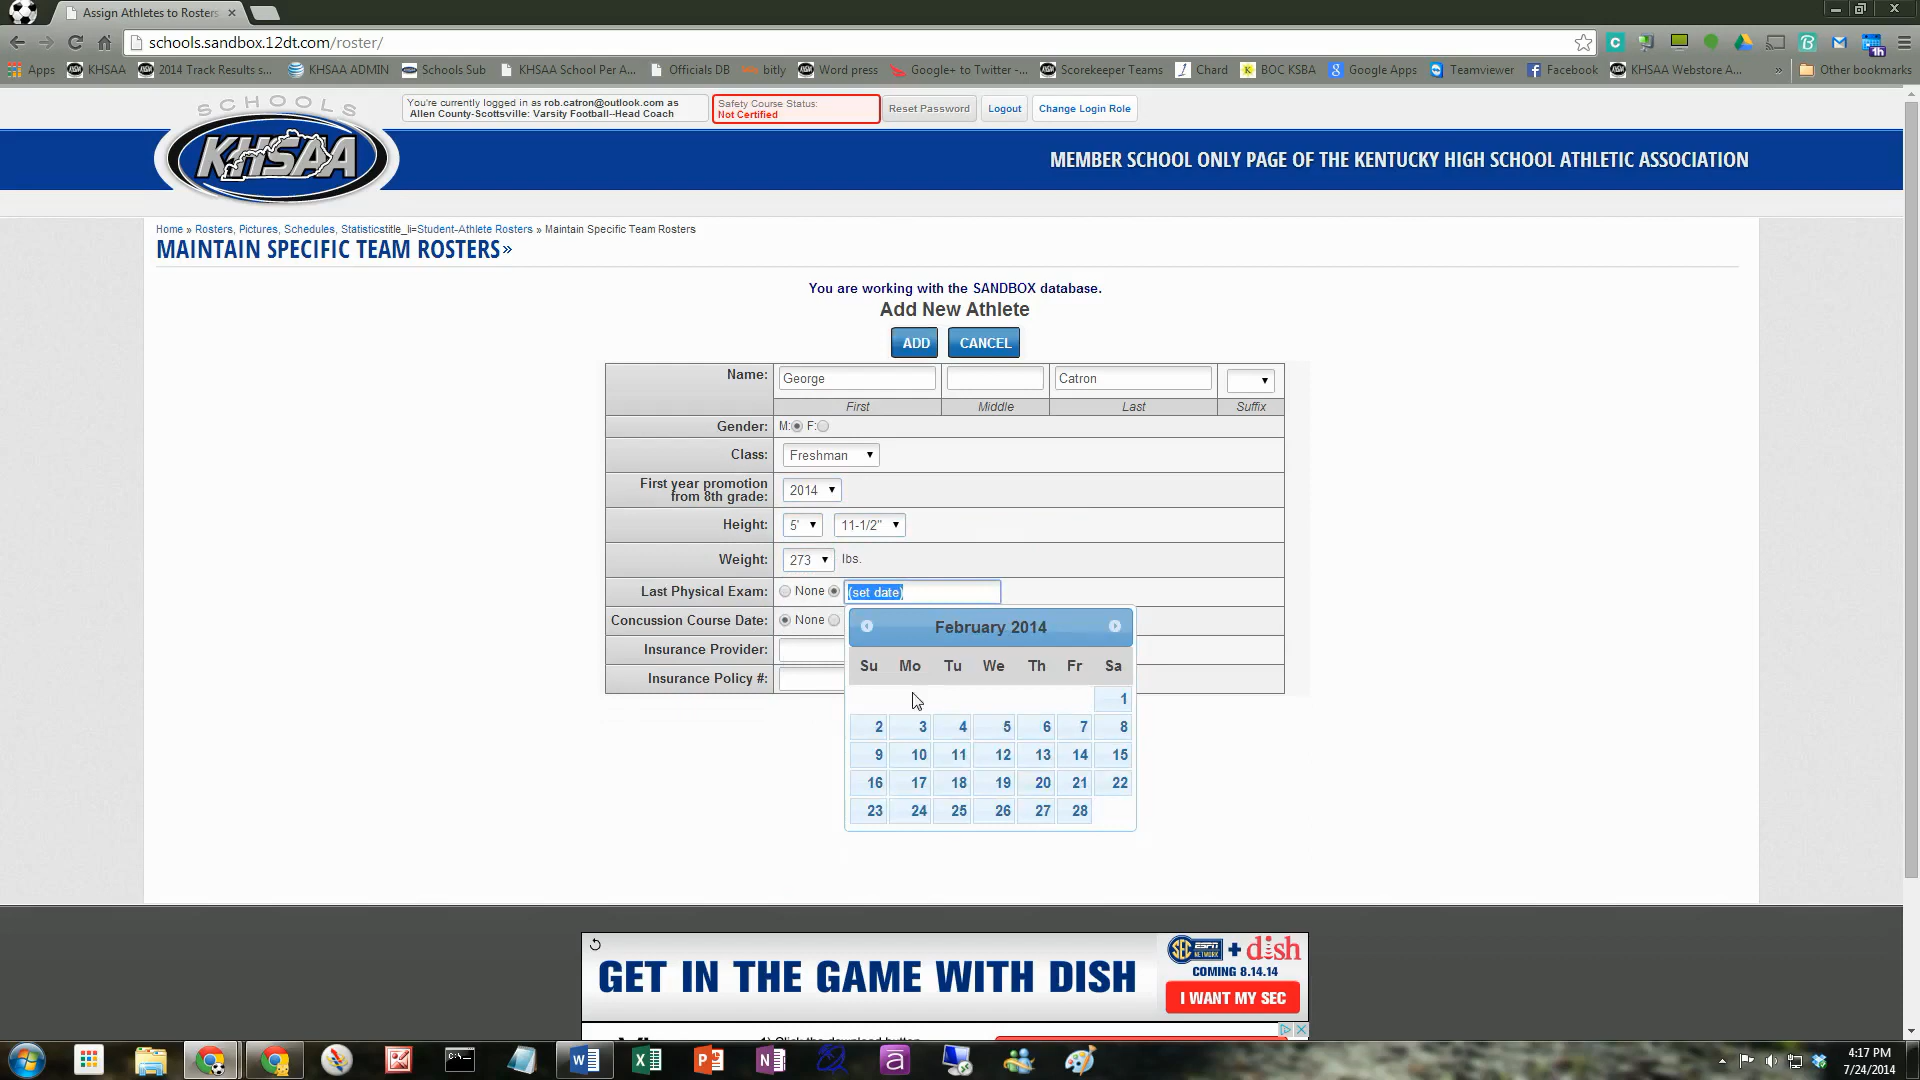 Assign Athletes to Rosters
schools.sandbox.12dt.com/roster/
Apps KHSAA 2014 Track Results s... KHSAA ADMIN Schools Sub KHSAA School Per A... Officials DB bitly Word press Google+ to Twitter -... Scorekeeper Teams Chard BOC KSBA Google Apps Teamviewer Facebook KHSAA Webstore A... » Other bookmarks
SCHOOLS
KHSAA
You're currently logged in as rob.catron@outlook.com as
Allen County-Scottsville: Varsity Football--Head Coach
Safety Course Status:
Not Certified
Reset Password
Logout
Change Login Role
MEMBER SCHOOL ONLY PAGE OF THE KENTUCKY HIGH SCHOOL ATHLETIC ASSOCIATION
Home » Rosters, Pictures, Schedules, Statisticstitle_li=Student-Athlete Rosters » Maintain Specific Team Rosters
MAINTAIN SPECIFIC TEAM ROSTERS»
You are working with the SANDBOX database.
Add New Athlete
ADD CANCEL
Name: George Catron
First Middle Last Suffix
Gender: M: F:
Class: Freshman
First year promotion
from 8th grade: 2014
Height: 5' 11-1/2"
Weight: 273 lbs.
Last Physical Exam: None (set date)
Concussion Course Date: None
Insurance Provider:
Insurance Policy #:
February 2014
Su Mo Tu We Th Fr Sa
1
2 3 4 5 6 7 8
9 10 11 12 13 14 15
16 17 18 19 20 21 22
23 24 25 26 27 28
GET IN THE GAME WITH DISH
SEC ESPN NETWORK + dish
COMING 8.14.14
I WANT MY SEC
4:17 PM
7/24/2014